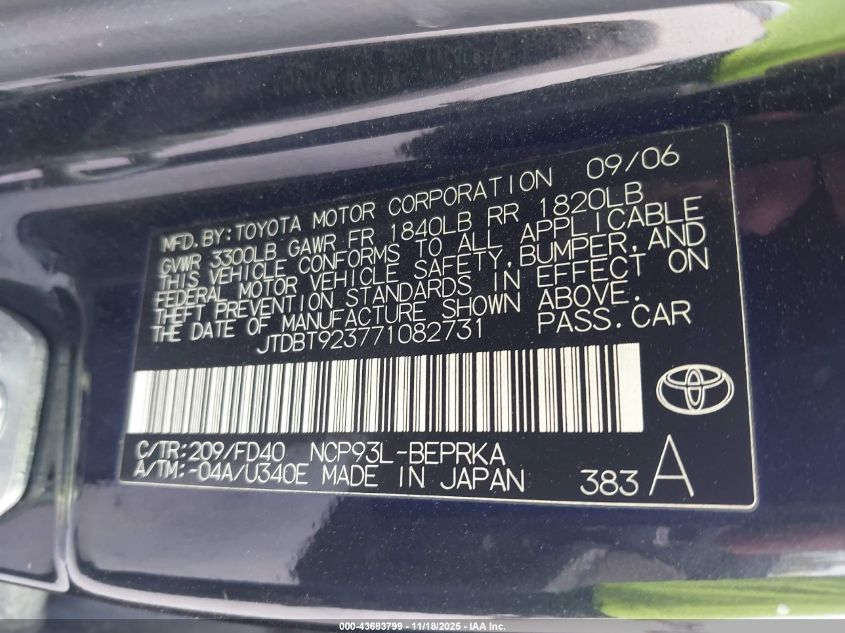 MFD. BY: TOYOTA MOTOR CORPORATION 09/06
GVWR 3300LB GAWR FR 1840LB RR 1820LB
THIS VEHICLE CONFORMS TO ALL APPLICABLE
FEDERAL MOTOR VEHICLE SAFETY, BUMPER, AND
THEFT PREVENTION STANDARDS IN EFFECT ON
THE DATE OF MANUFACTURE SHOWN ABOVE.
JTDBT923771082731 PASS. CAR
C/TR: 209/FD40 NCP93L-BEPRKA
A/TM: -04A/U340E MADE IN JAPAN 383 A
000-43683799 - 11/18/2025 - IAA Inc.